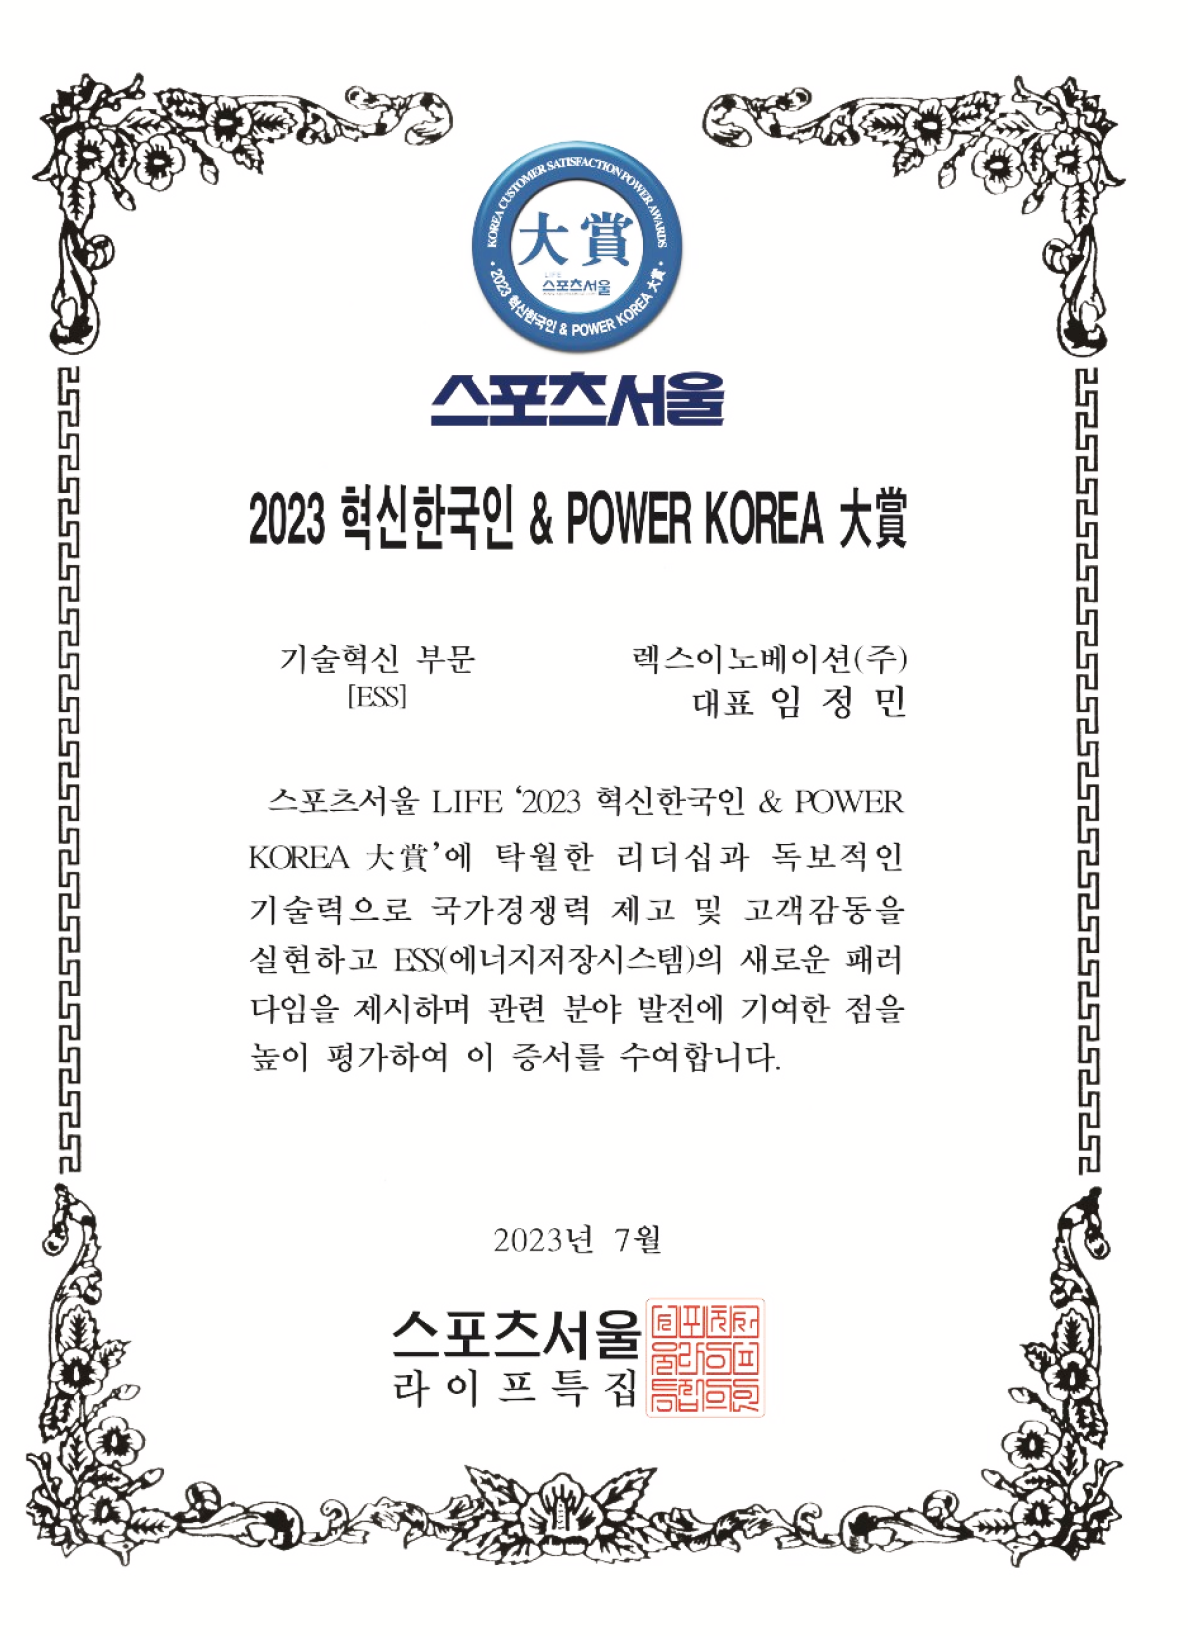 KOREA CUSTOMER SATISFACTION POWER AWARDS
大賞
LIFE
스포츠서울
• 2023 혁신한국인 & POWER KOREA 大賞 •
스포츠서울
2023 혁신한국인 & POWER KOREA 大賞
기술혁신 부문
[ESS]
렉스이노베이션(주)
대표 임 정 민
스포츠서울 LIFE ‘2023 혁신한국인 & POWER
KOREA 大賞’에 탁월한 리더십과 독보적인
기술력으로 국가경쟁력 제고 및 고객감동을
실현하고 ESS(에너지저장시스템)의 새로운 패러
다임을 제시하며 관련 분야 발전에 기여한 점을
높이 평가하여 이 증서를 수여합니다.
2023년 7월
스포츠서울
라이프특집